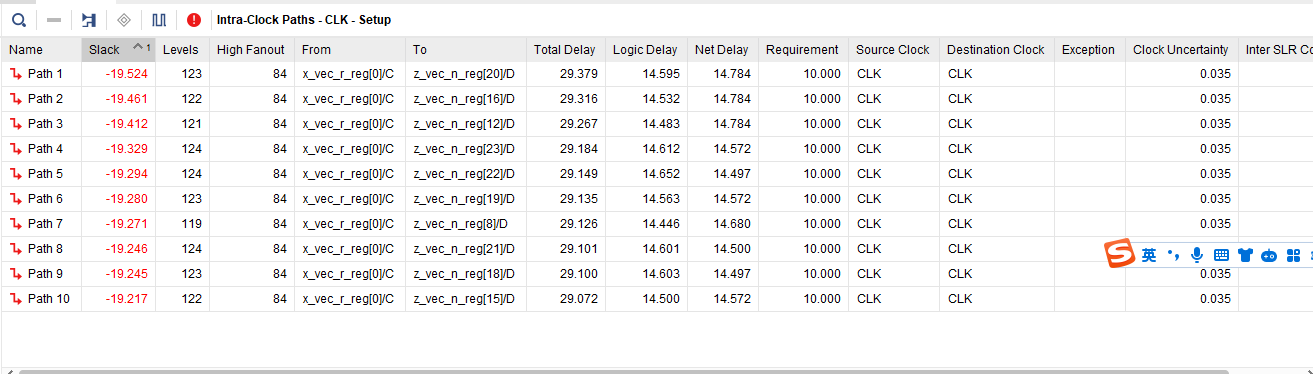 Intra-Clock Paths - CLK - Setup
Name Slack 1 Levels High Fanout From To Total Delay Logic Delay Net Delay Requirement Source Clock Destination Clock Exception Clock Uncertainty Inter SLR Co
Path 1 -19.524 123 84 x_vec_r_reg[0]/C z_vec_n_reg[20]/D 29.379 14.595 14.784 10.000 CLK CLK 0.035
Path 2 -19.461 122 84 x_vec_r_reg[0]/C z_vec_n_reg[16]/D 29.316 14.532 14.784 10.000 CLK CLK 0.035
Path 3 -19.412 121 84 x_vec_r_reg[0]/C z_vec_n_reg[12]/D 29.267 14.483 14.784 10.000 CLK CLK 0.035
Path 4 -19.329 124 84 x_vec_r_reg[0]/C z_vec_n_reg[23]/D 29.184 14.612 14.572 10.000 CLK CLK 0.035
Path 5 -19.294 124 84 x_vec_r_reg[0]/C z_vec_n_reg[22]/D 29.149 14.652 14.497 10.000 CLK CLK 0.035
Path 6 -19.280 123 84 x_vec_r_reg[0]/C z_vec_n_reg[19]/D 29.135 14.563 14.572 10.000 CLK CLK 0.035
Path 7 -19.271 119 84 x_vec_r_reg[0]/C z_vec_n_reg[8]/D 29.126 14.446 14.680 10.000 CLK CLK 0.035
Path 8 -19.246 124 84 x_vec_r_reg[0]/C z_vec_n_reg[21]/D 29.101 14.601 14.500 10.000 CLK CLK
S 英
Path 9 -19.245 123 84 x_vec_r_reg[0]/C z_vec_n_reg[18]/D 29.100 14.603 14.497 10.000 CLK CLK 0.035
Path 10 -19.217 122 84 x_vec_r_reg[0]/C z_vec_n_reg[15]/D 29.072 14.500 14.572 10.000 CLK CLK 0.035